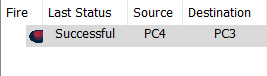 Fire Last Status Source Destination
Successful PC4 PC3